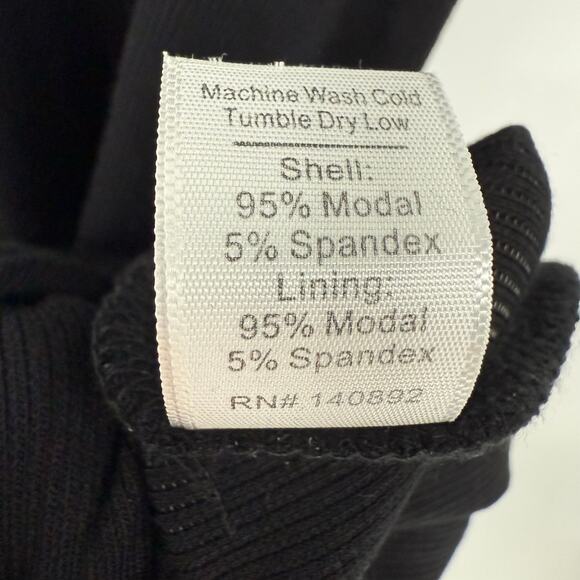 Machine Wash Cold
Tumble Dry Low
Shell:
95% Modal
5% Spandex
Lining:
95% Modal
5% Spandex
RN# 140892